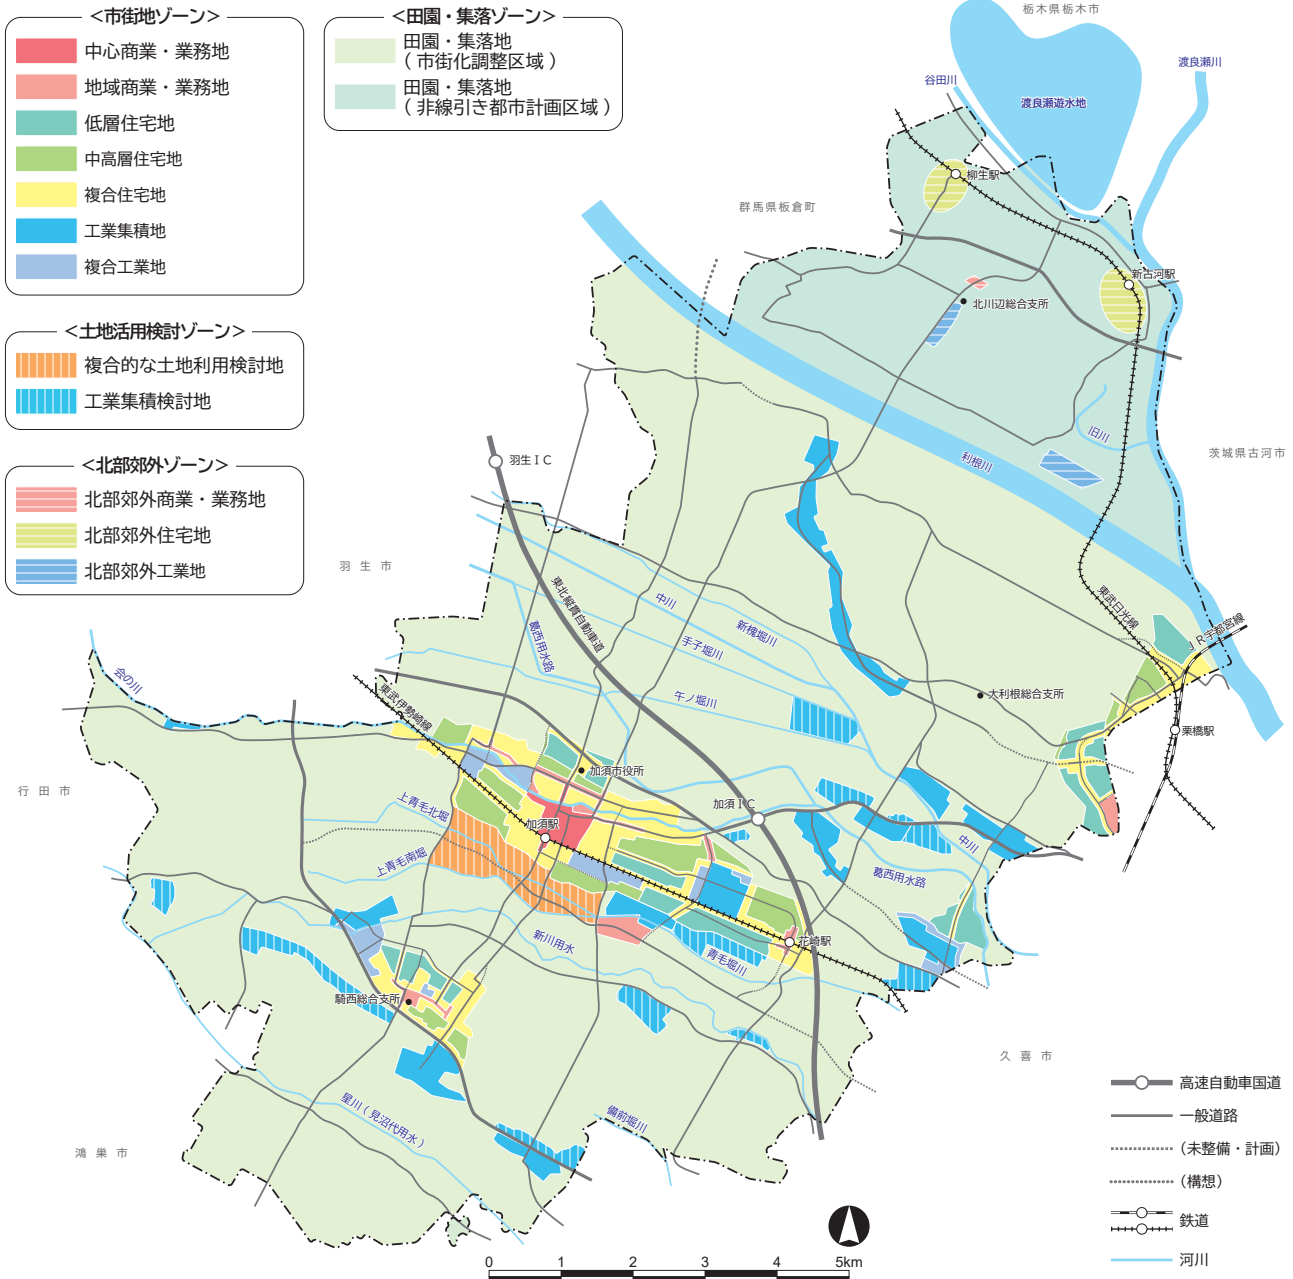 ＜市街地ゾーン＞
中心商業・業務地
地域商業・業務地
低層住宅地
中高層住宅地
複合住宅地
工業集積地
複合工業地
＜土地活用検討ゾーン＞
複合的な土地利用検討地
工業集積検討地
＜北部郊外ゾーン＞
北部郊外商業・業務地
北部郊外住宅地
北部郊外工業地
＜田園・集落ゾーン＞
田園・集落地
（市街化調整区域）
田園・集落地
（非線引き都市計画区域）
栃木県栃木市
渡良瀬川
谷田川
渡良瀬遊水地
柳生駅
群馬県板倉町
新古河駅
北川辺総合支所
旧川
利根川
茨城県古河市
羽生ＩＣ
羽生市
東北縦貫自動車道
葛西用水路
中川
新槐堀川
手子堀川
午ノ堀川
東武日光線
ＪＲ宇都宮線
大利根総合支所
栗橋駅
会の川
東武伊勢崎線
行田市
加須市役所
上青毛北堀
加須駅
加須ＩＣ
上青毛南堀
中川
葛西用水路
新川用水
花崎駅
青毛堀川
騎西総合支所
久喜市
星川（見沼代用水）
備前堀川
鴻巣市
高速自動車国道
一般道路
（未整備・計画）
（構想）
鉄道
河川
0 1 2 3 4 5km